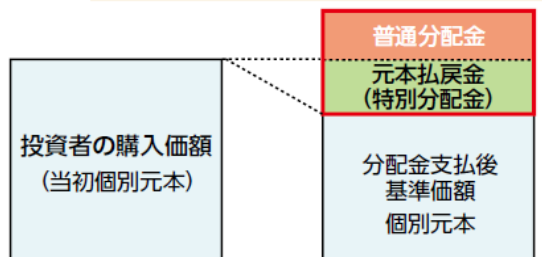 普通分配金
元本払戻金
(特別分配金)
投資者の購入価額
(当初個別元本)
分配金支払後
基準価額
個別元本